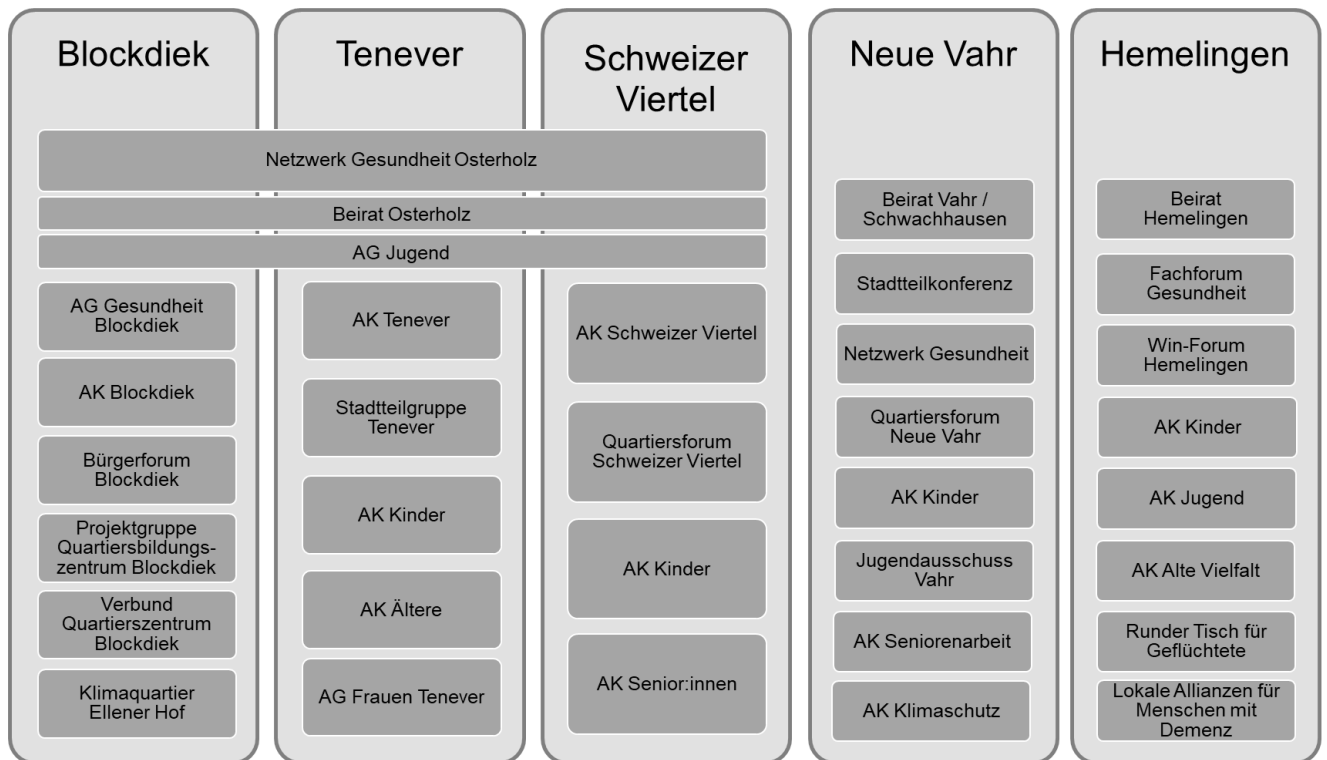 Blockdiek
Tenever
Schweizer
Viertel
Neue Vahr
Hemelingen
Netzwerk Gesundheit Osterholz
Beirat Osterholz
AG Jugend
AG Gesundheit
Blockdiek
AK Blockdiek
Bürgerforum
Blockdiek
Projektgruppe
Quartiersbildungs-
zentrum Blockdiek
Verbund
Quartierszentrum
Blockdiek
Klimaquartier
Ellener Hof
AK Tenever
Stadtteilgruppe
Tenever
AK Kinder
AK Ältere
AG Frauen Tenever
AK Schweizer Viertel
Quartiersforum
Schweizer Viertel
AK Kinder
AK Senior:innen
Beirat Vahr /
Schwachhausen
Stadtteilkonferenz
Netzwerk Gesundheit
Quartiersforum
Neue Vahr
AK Kinder
Jugendausschuss
Vahr
AK Seniorenarbeit
AK Klimaschutz
Beirat
Hemelingen
Fachforum
Gesundheit
Win-Forum
Hemelingen
AK Kinder
AK Jugend
AK Alte Vielfalt
Runder Tisch für
Geflüchtete
Lokale Allianzen für
Menschen mit
Demenz